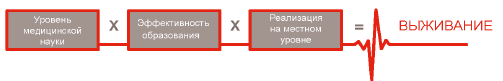 Уровень
медицинской
науки
X
Эффективность
образования
X
Реализация
на местном
уровне
=
ВЫЖИВАНИЕ